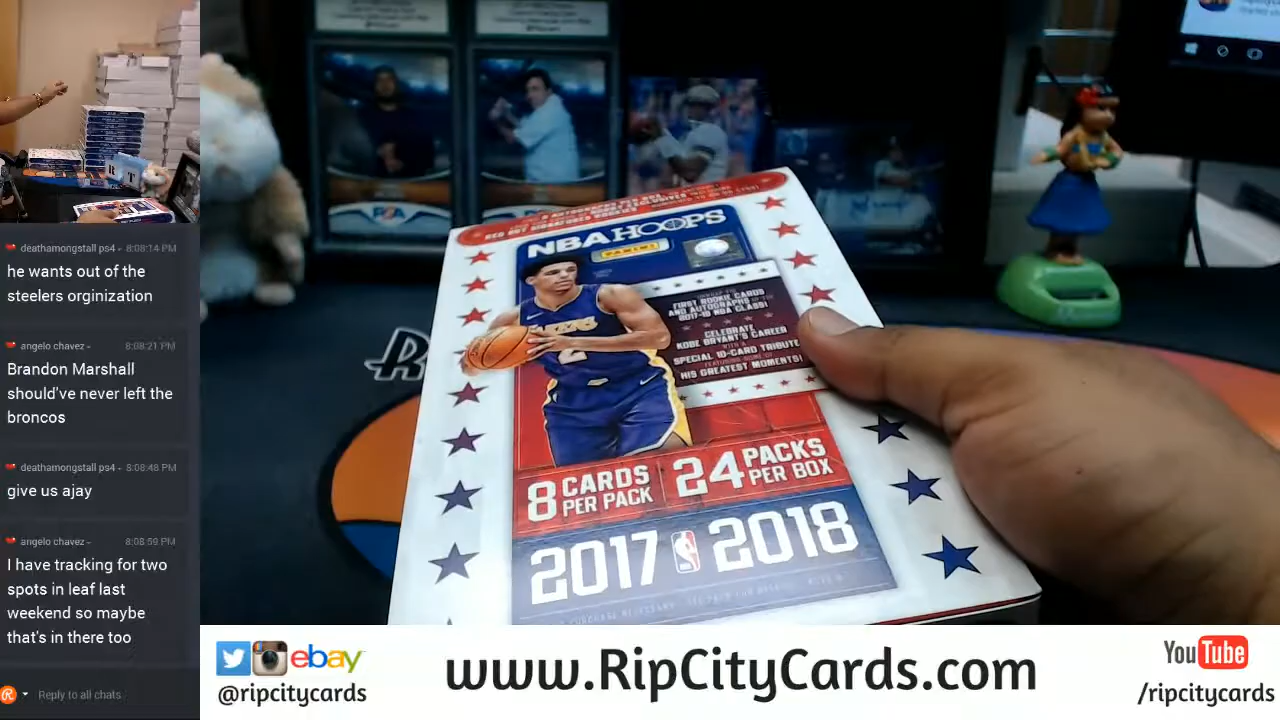 deathamongstall ps4 - 8:08:14 PM
he wants out of the
steelers orginization
angelo chavez - 8:08:21 PM
Brandon Marshall
should've never left the
broncos
deathamongstall ps4 - 8:08:48 PM
give us ajay
angelo chavez - 8:08:59 PM
I have tracking for two
spots in leaf last
weekend so maybe
that's in there too
Reply to all chats
R T
NBA HOOPS
PANINI
FIRST ROOKIE CARDS
AND AUTOGRAPHS OF THE
2017-18 NBA CLASS!
CELEBRATE
KOBE BRYANT'S CAREER
WITH A
SPECIAL 10-CARD TRIBUTE
HIS GREATEST MOMENTS!
LAKERS
2
8 CARDS PER PACK
24 PACKS PER BOX
2017 2018
ebay
@ripcitycards
www.RipCityCards.com
YouTube
/ripcitycards